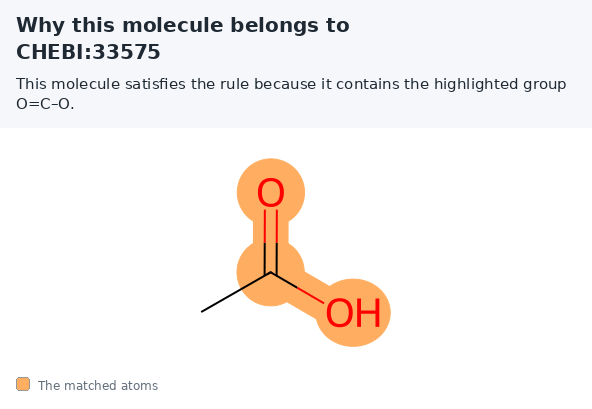 Why this molecule belongs to
CHEBI:33575
This molecule satisfies the rule because it contains the highlighted group
O=C–O.
O
OH
The matched atoms